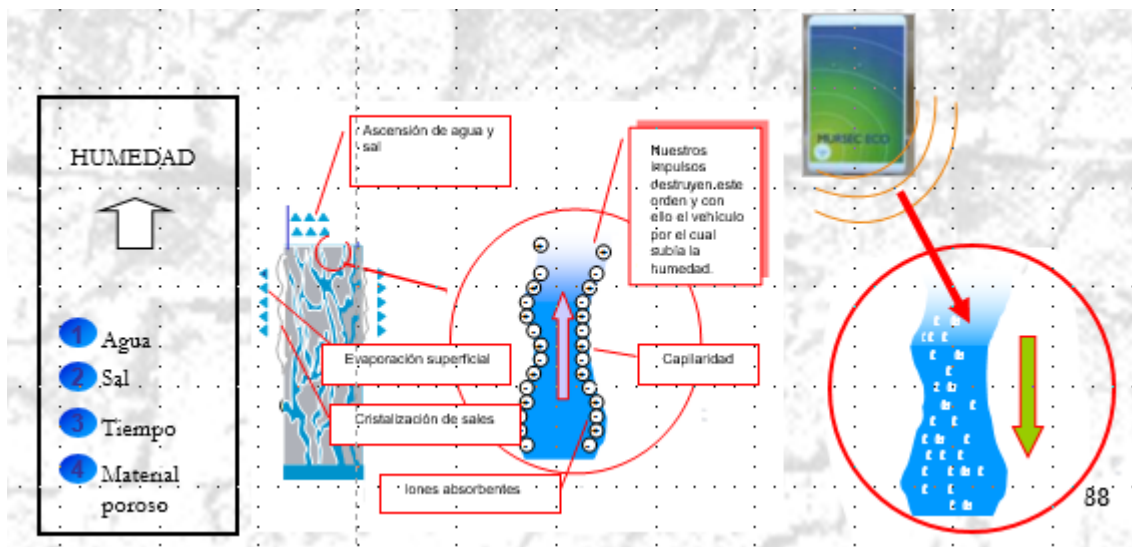 HUMEDAD
1 Agua
2 Sal
3 Tiempo
4 Material
poroso
Ascensión de agua y
sal
Evaporación superficial
Cristalización de sales
Iones absorbentes
Capilaridad
Nuestros
impulsos
destruyen este
orden y con
ello el vehículo
por el cual
subía la
humedad.
MURSEC ECO
88